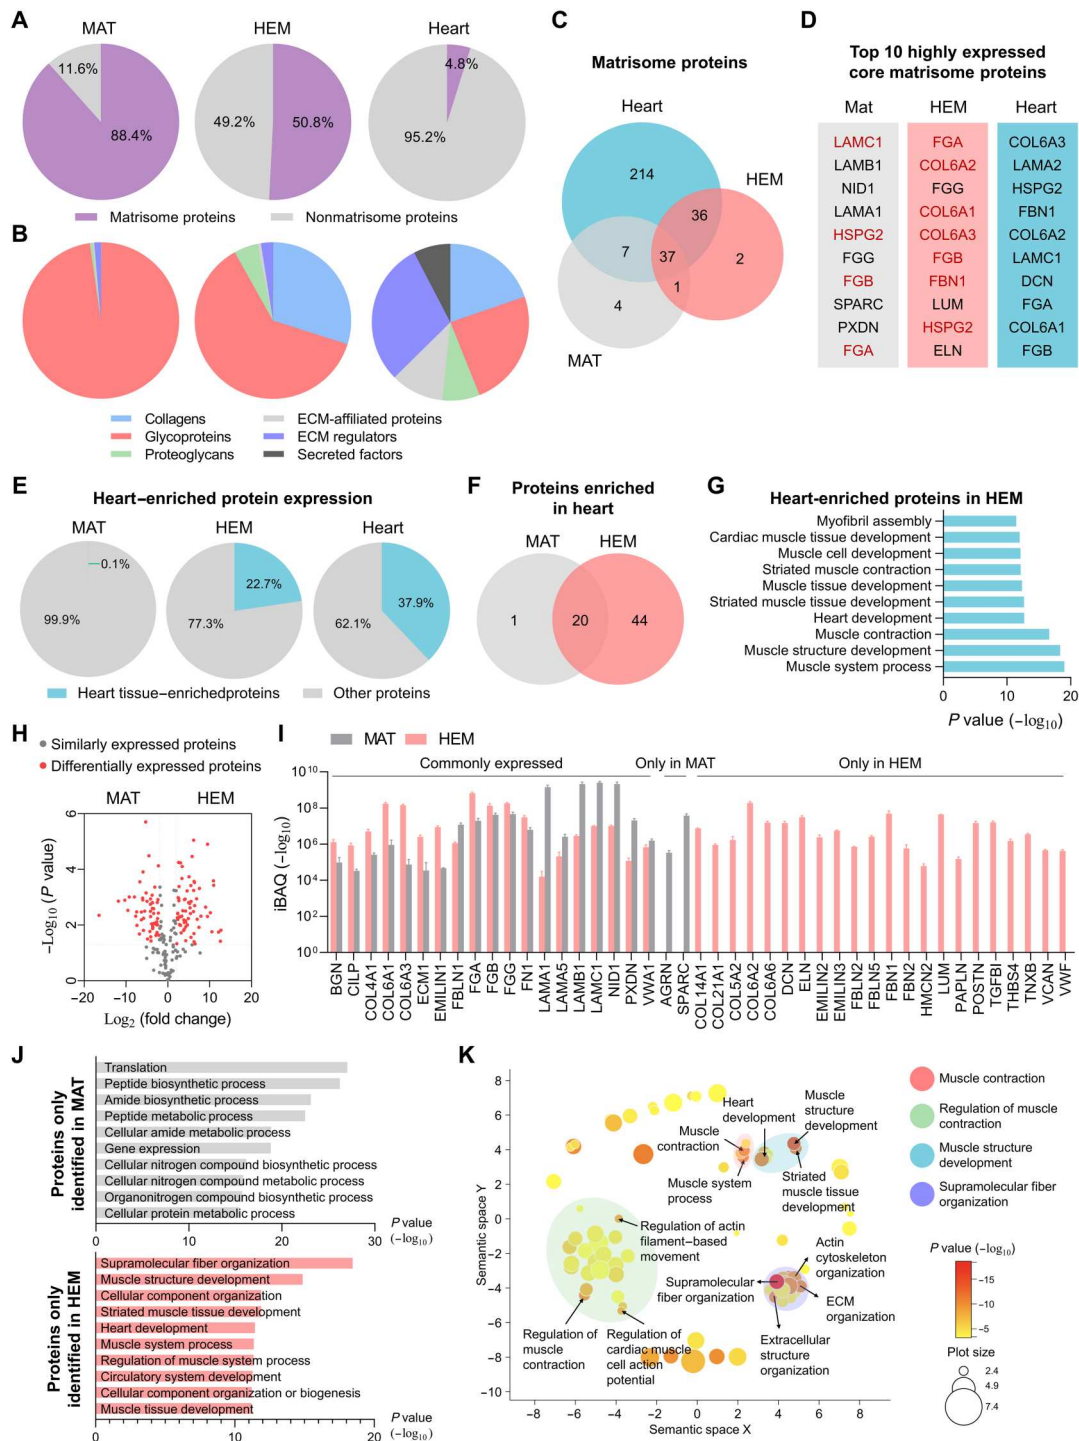 A
MAT
HEM
Heart
11.6%
88.4%
49.2%
50.8%
4.8%
95.2%
Matrisome proteins
Nonmatrisome proteins
B
Collagens
Glycoproteins
Proteoglycans
ECM-affiliated proteins
ECM regulators
Secreted factors
C
Matrisome proteins
Heart
HEM
214
36
7
37
2
1
4
MAT
D
Top 10 highly expressed
core matrisome proteins
Mat HEM Heart
LAMC1 FGA COL6A3
LAMB1 COL6A2 LAMA2
NID1 FGG HSPG2
LAMA1 COL6A1 FBN1
HSPG2 COL6A3 COL6A2
FGG FGB LAMC1
FGB FBN1 DCN
SPARC LUM FGA
PXDN HSPG2 COL6A1
FGA ELN FGB
E
Heart−enriched protein expression
MAT
HEM
Heart
0.1%
99.9%
22.7%
77.3%
37.9%
62.1%
Heart tissue−enrichedproteins
Other proteins
F
Proteins enriched
in heart
MAT
HEM
1
20
44
G
Heart-enriched proteins in HEM
Myofibril assembly
Cardiac muscle tissue development
Muscle cell development
Striated muscle contraction
Muscle tissue development
Striated muscle tissue development
Heart development
Muscle contraction
Muscle structure development
Muscle system process
0 10 20
P value (−log10)
H
Similarly expressed proteins
Differentially expressed proteins
MAT
HEM
−Log10 (P value)
6
4
2
0
−20 −10 0 10 20
Log2 (fold change)
I
MAT
HEM
Commonly expressed
Only in MAT
Only in HEM
iBAQ (−log10)
10^10
10^8
10^6
10^4
10^2
10^0
BGN
CILP
COL4A1
COL6A1
COL6A3
ECM1
EMILIN1
FBLN1
FGA
FGB
FGG
FN1
LAMA1
LAMA5
LAMB1
LAMC1
NID1
PXDN
VWA1
AGRN
SPARC
COL14A1
COL21A1
COL5A2
COL6A2
COL6A6
DCN
ELN
EMILIN2
EMILIN3
FBLN2
FBLN5
FBN1
FBN2
HMCN2
LUM
PAPLN
POSTN
TGFBI
THBS4
TNXB
VCAN
VWF
J
Proteins only
identified in MAT
Translation
Peptide biosynthetic process
Amide biosynthetic process
Peptide metabolic process
Cellular amide metabolic process
Gene expression
Cellular nitrogen compound biosynthetic process
Cellular nitrogen compound metabolic process
Organonitrogen compound biosynthetic process
Cellular protein metabolic process
0 10 20 30
P value
(−log10)
Proteins only
identified in HEM
Supramolecular fiber organization
Muscle structure development
Cellular component organization
Striated muscle tissue development
Heart development
Muscle system process
Regulation of muscle system process
Circulatory system development
Cellular component organization or biogenesis
Muscle tissue development
0 10 20
P value
(−log10)
K
Semantic space Y
8
6
4
2
0
−2
−4
−6
−8
−10
−8 −6 −4 −2 0 2 4 6 8
Semantic space X
Heart
development
Muscle
structure
development
Muscle
contraction
Muscle system
process
Striated
muscle tissue
development
Regulation of actin
filament−based
movement
Actin
cytoskeleton
organization
Supramolecular
fiber organization
ECM
organization
Regulation of
muscle
contraction
Regulation of
cardiac muscle
cell action
potential
Extracellular
structure
organization
Muscle contraction
Regulation of muscle
contraction
Muscle structure
development
Supramolecular fiber
organization
P value (−log10)
−15
−10
−5
Plot size
2.4
4.9
7.4